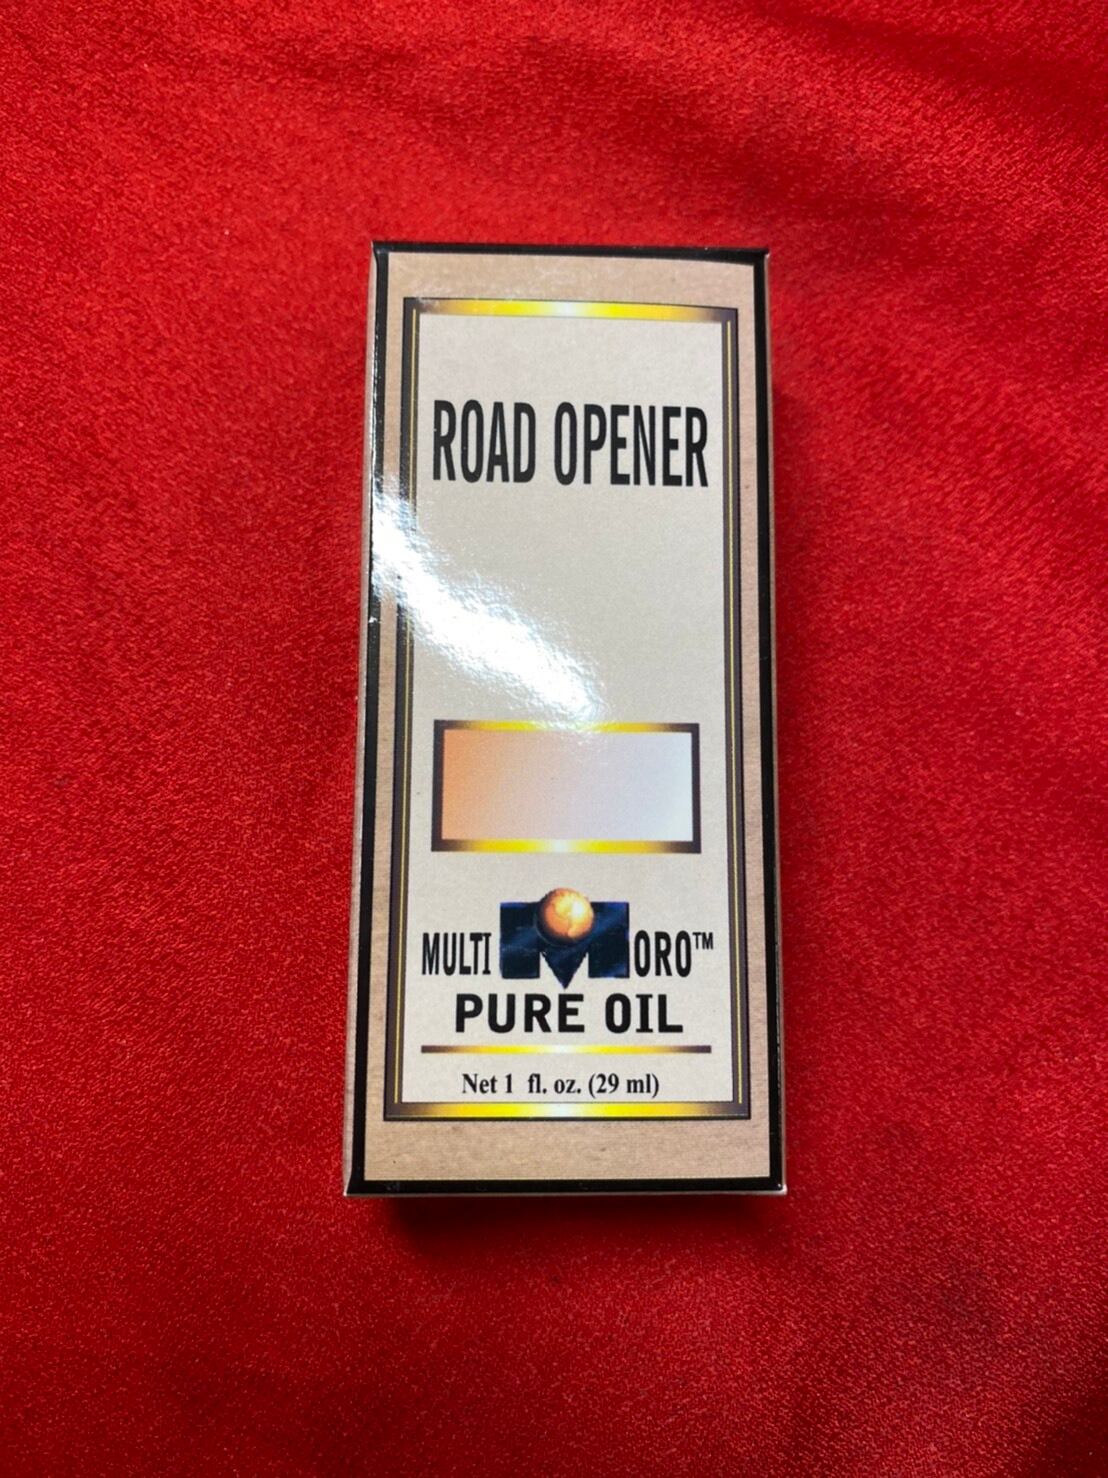 ROAD OPENER
MULTI M ORO™
PURE OIL
Net 1 fl. oz. (29 ml)